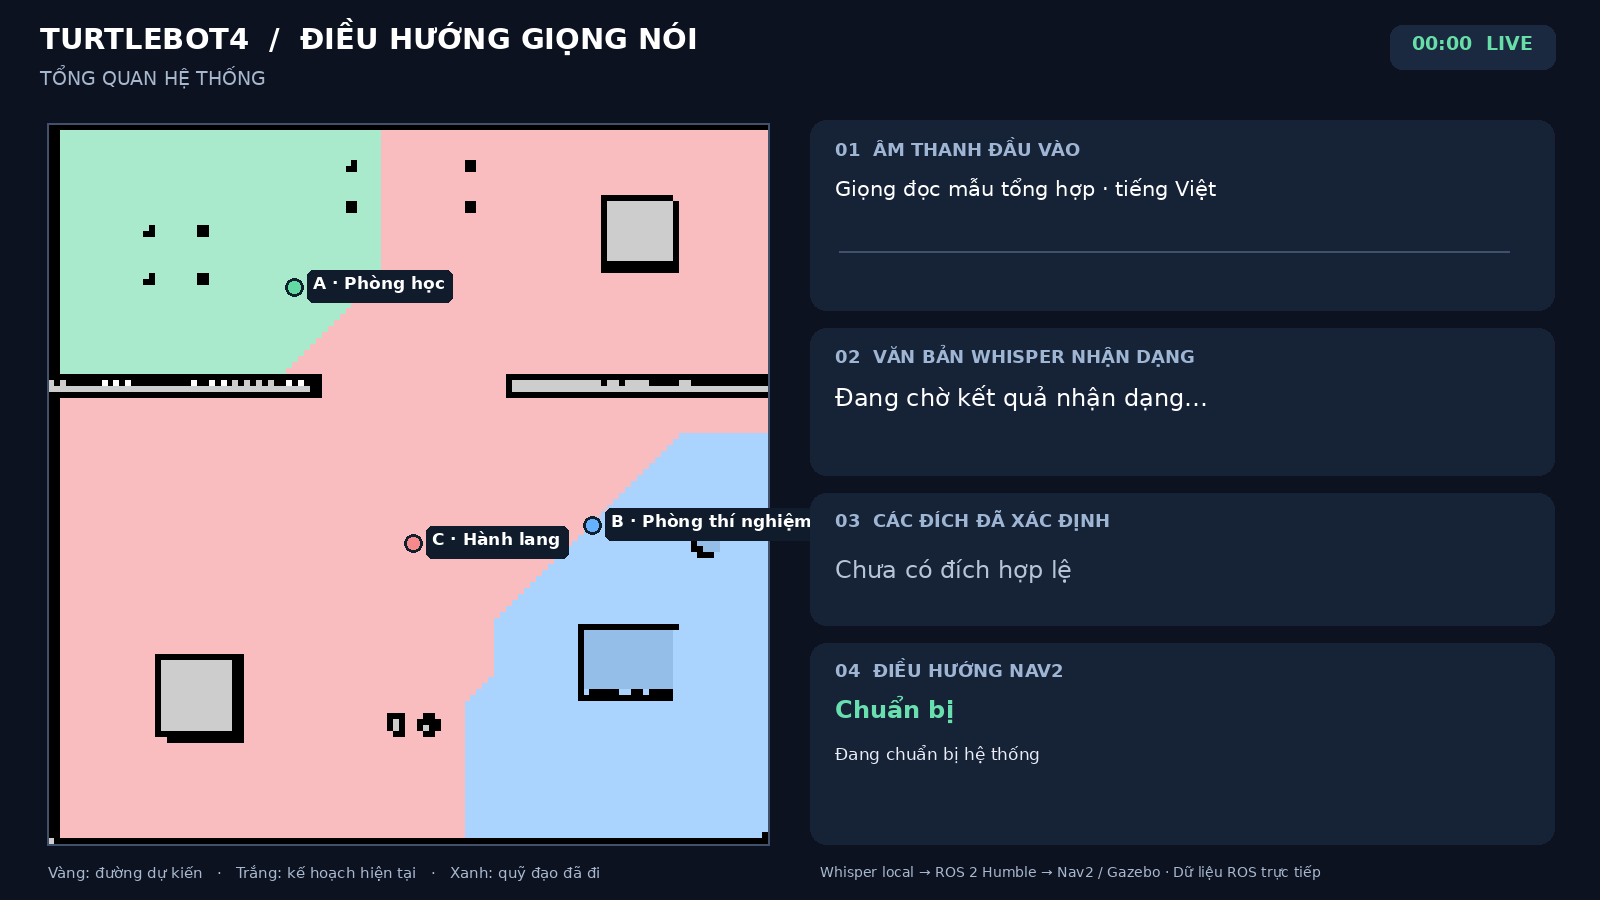 TURTLEBOT4 / ĐIỀU HƯỚNG GIỌNG NÓI
00:00 LIVE
TỔNG QUAN HỆ THỐNG
A · Phòng học
C · Hành lang
B · Phòng thí nghiệm
01 ÂM THANH ĐẦU VÀO
Giọng đọc mẫu tổng hợp · tiếng Việt
02 VĂN BẢN WHISPER NHẬN DẠNG
Đang chờ kết quả nhận dạng...
03 CÁC ĐÍCH ĐÃ XÁC ĐỊNH
Chưa có đích hợp lệ
04 ĐIỀU HƯỚNG NAV2
Chuẩn bị
Đang chuẩn bị hệ thống
Vàng: đường dự kiến · Trắng: kế hoạch hiện tại · Xanh: quỹ đạo đã đi
Whisper local → ROS 2 Humble → Nav2 / Gazebo · Dữ liệu ROS trực tiếp